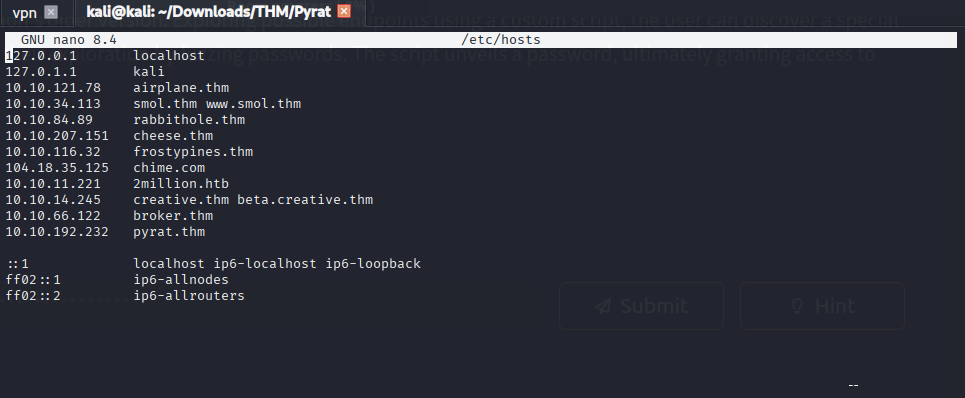 vpn kali@kali: ~/Downloads/THM/Pyrat
GNU nano 8.4 /etc/hosts
127.0.0.1 localhost
127.0.1.1 kali
10.10.121.78 airplane.thm
10.10.34.113 smol.thm www.smol.thm
10.10.84.89 rabbithole.thm
10.10.207.151 cheese.thm
10.10.116.32 frostypines.thm
104.18.35.125 chime.com
10.10.11.221 2million.htb
10.10.14.245 creative.thm beta.creative.thm
10.10.66.122 broker.thm
10.10.192.232 pyrat.thm
::1 localhost ip6-localhost ip6-loopback
ff02::1 ip6-allnodes
ff02::2 ip6-allrouters
Submit Hint
--